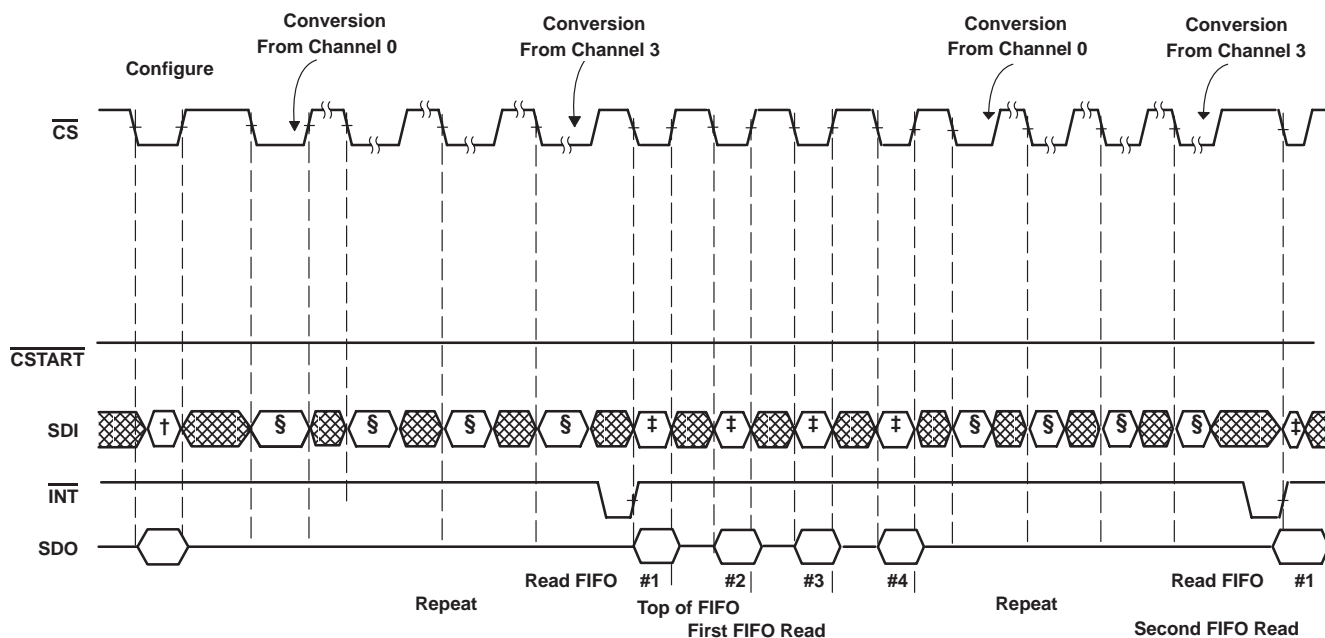 Conversion
From Channel 0
Conversion
From Channel 3
Conversion
From Channel 0
Conversion
From Channel 3
Configure
CS
CSTART
SDI
† § § § § ‡ ‡ ‡ ‡ § § § § ‡
INT
SDO
Read FIFO #1 #2 #3 #4 Read FIFO #1
Repeat Top of FIFO Repeat
First FIFO Read Second FIFO Read